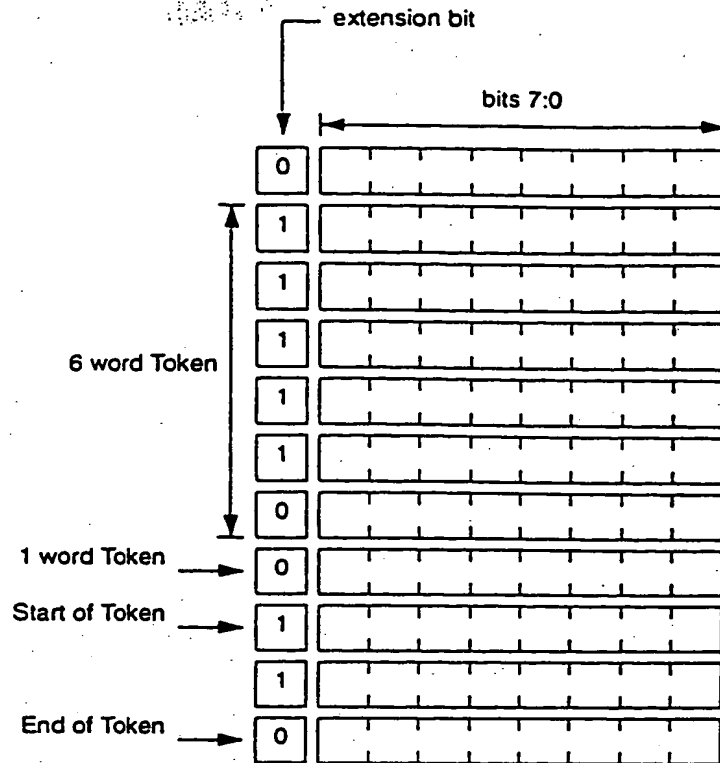 extension bit
bits 7:0
0
1
1
1
6 word Token
1
1
0
1 word Token
0
Start of Token
1
1
End of Token
0